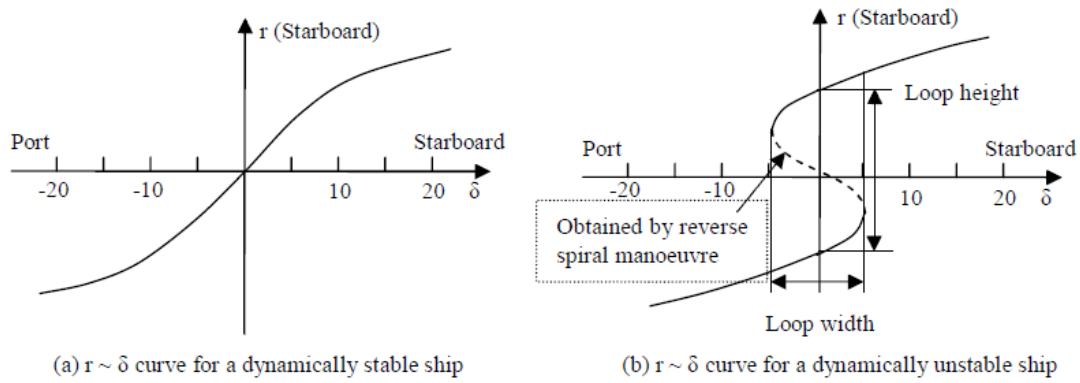 r (Starboard)
Port
Starboard
-20
-10
10
20
δ
(a) r ~ δ curve for a dynamically stable ship
r (Starboard)
Loop height
Port
Starboard
-20
-10
10
20
δ
Obtained by reverse
spiral manoeuvre
Loop width
(b) r ~ δ curve for a dynamically unstable ship